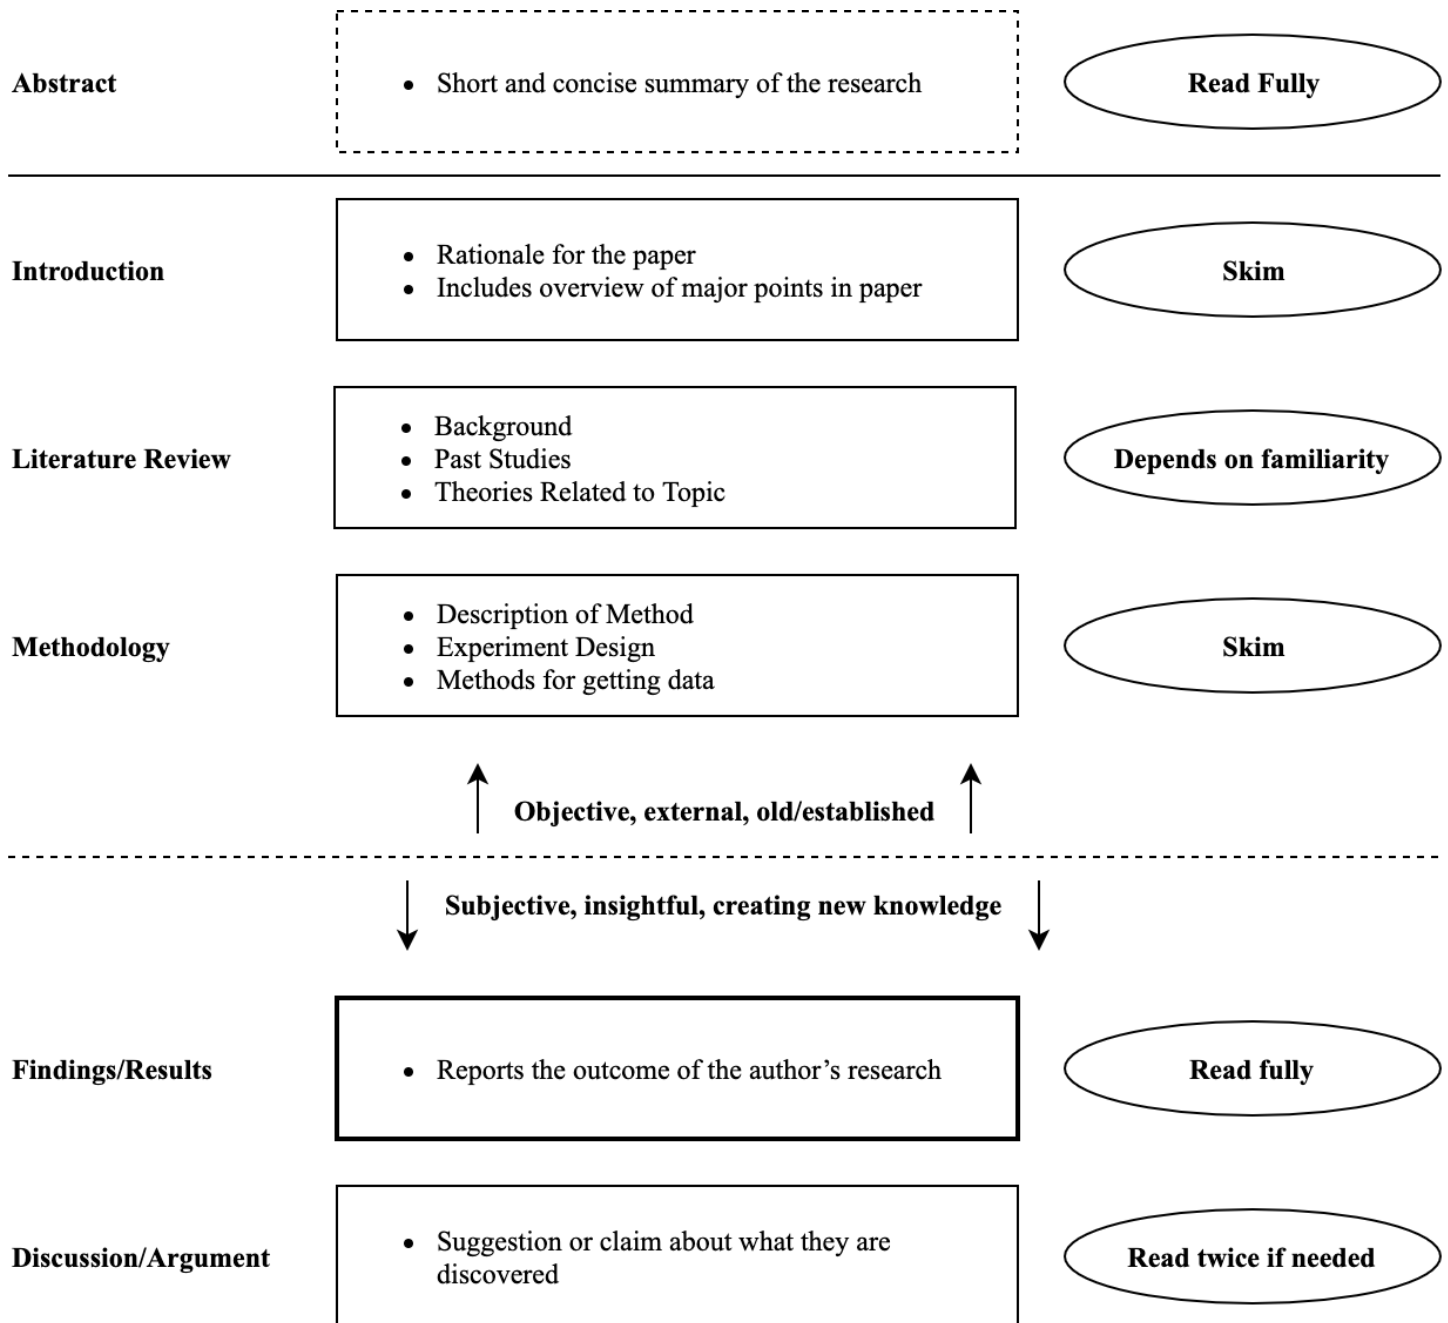 Abstract
• Short and concise summary of the research
Read Fully
Introduction
• Rationale for the paper
• Includes overview of major points in paper
Skim
Literature Review
• Background
• Past Studies
• Theories Related to Topic
Depends on familiarity
Methodology
• Description of Method
• Experiment Design
• Methods for getting data
Skim
Objective, external, old/established
Subjective, insightful, creating new knowledge
Findings/Results
• Reports the outcome of the author’s research
Read fully
Discussion/Argument
• Suggestion or claim about what they are
discovered
Read twice if needed